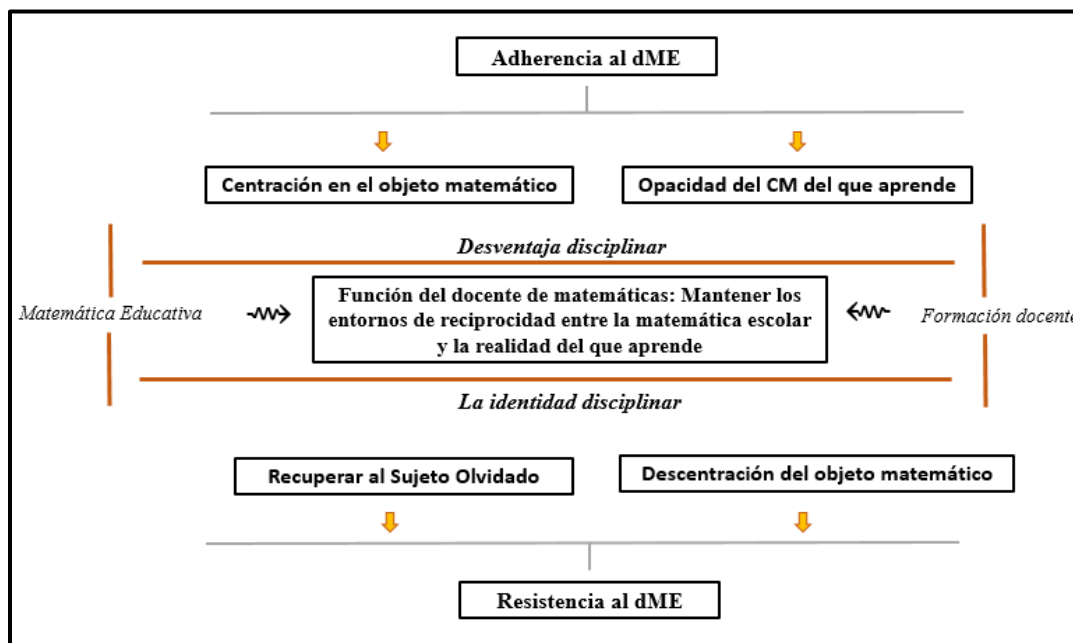 Adherencia al dME
Centración en el objeto matemático
Opacidad del CM del que aprende
Desventaja disciplinar
Matemática Educativa
Función del docente de matemáticas: Mantener los
entornos de reciprocidad entre la matemática escolar
y la realidad del que aprende
Formación docente
La identidad disciplinar
Recuperar al Sujeto Olvidado
Descentración del objeto matemático
Resistencia al dME